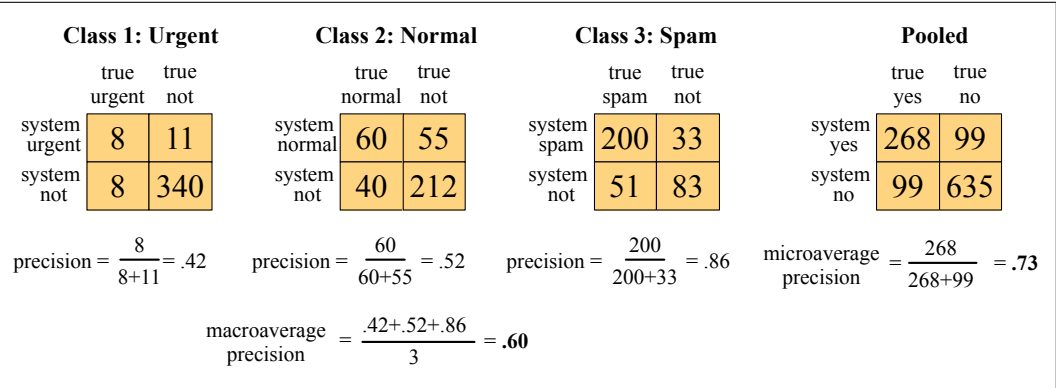 Class 1: Urgent Class 2: Normal Class 3: Spam Pooled
true true true true true true true true
urgent not normal not spam not yes no
system urgent 8 11 system normal 60 55 system spam 200 33 system yes 268 99
system not 8 340 system not 40 212 system not 51 83 system no 99 635
precision = 8 / 8+11 = .42 precision = 60 / 60+55 = .52 precision = 200 / 200+33 = .86 microaverage precision = 268 / 268+99 = .73
macroaverage precision = .42+.52+.86 / 3 = .60